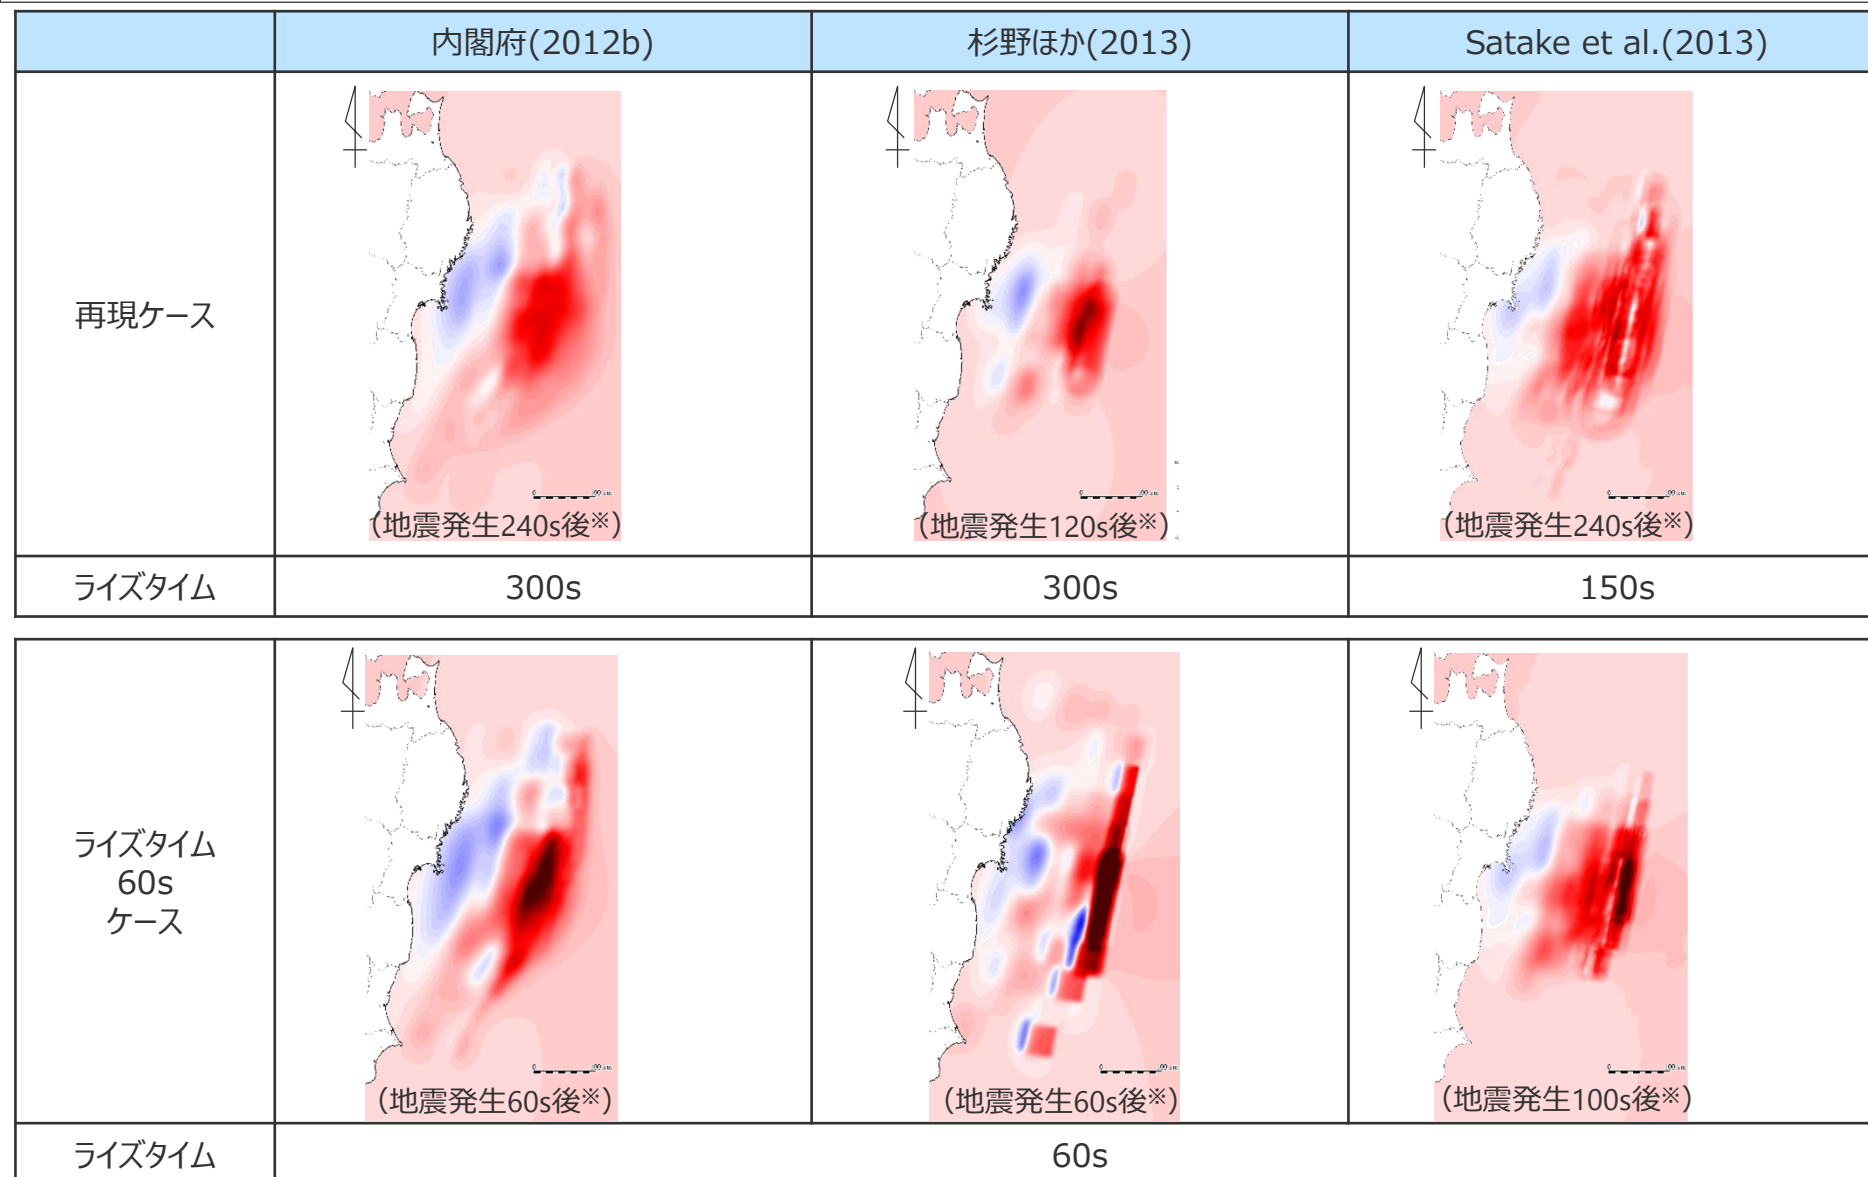 内閣府(2012b)
杉野ほか(2013)
Satake et al.(2013)
再現ケース
(地震発生240s後※)
(地震発生120s後※)
(地震発生240s後※)
ライズタイム
300s
300s
150s
ライズタイム
60s
ケース
(地震発生60s後※)
(地震発生60s後※)
(地震発生100s後※)
ライズタイム
60s